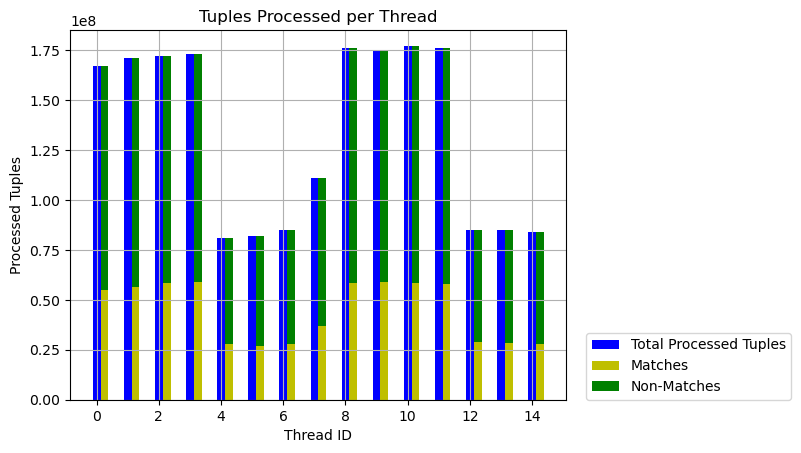 Tuples Processed per Thread
1e8
1.75
1.50
1.25
1.00
0.75
0.50
0.25
0.00
Processed Tuples
0 2 4 6 8 10 12 14
Thread ID
Total Processed Tuples
Matches
Non-Matches